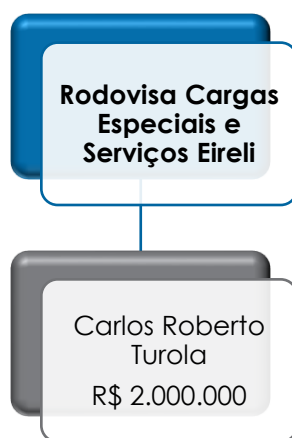 Rodovisa Cargas
Especiais e
Serviços Eireli
Carlos Roberto
Turola
R$ 2.000.000